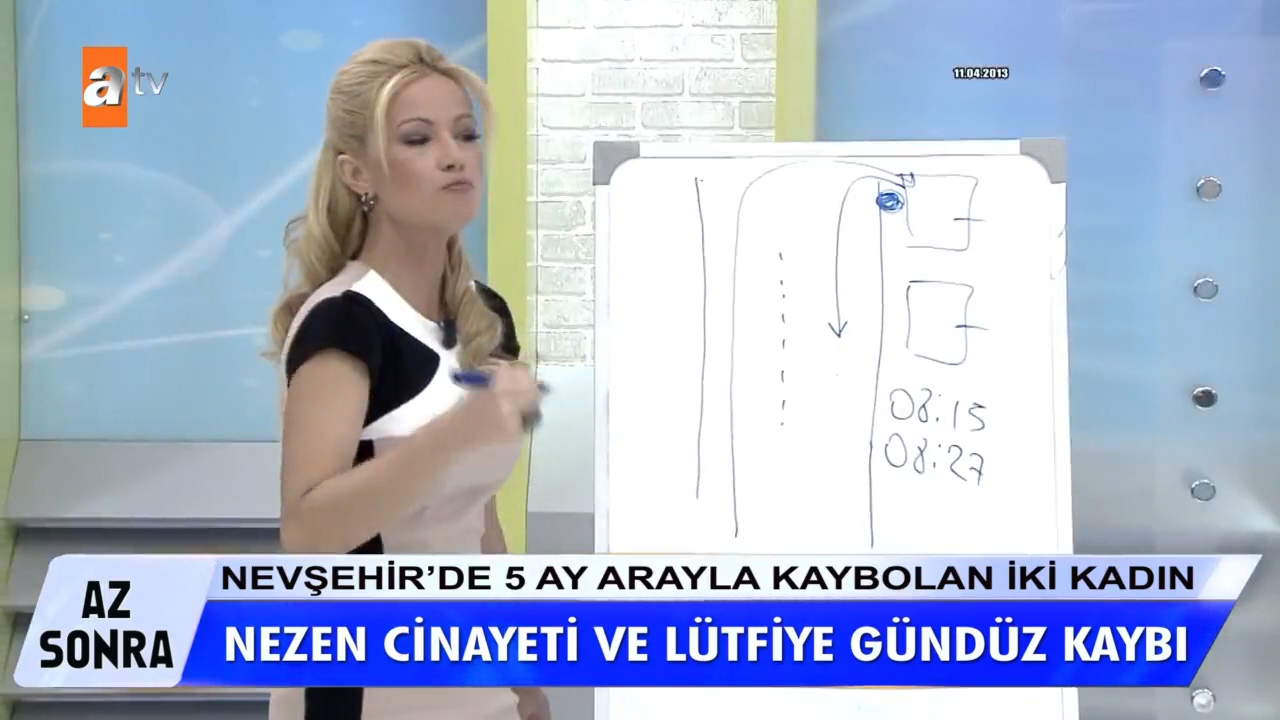 atv
11.04.2013
08:15
08:27
AZ
SONRA
NEVŞEHİR’DE 5 AY ARAYLA KAYBOLAN İKİ KADIN
NEZEN CİNAYETİ VE LÜTFİYE GÜNDÜZ KAYBI